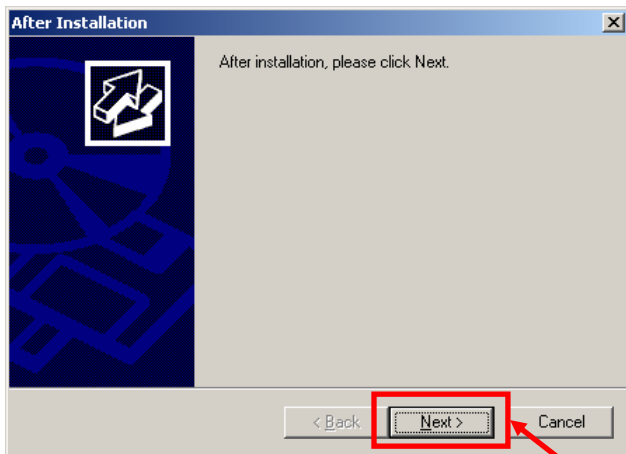 After Installation
After installation, please click Next.
< Back
Next >
Cancel